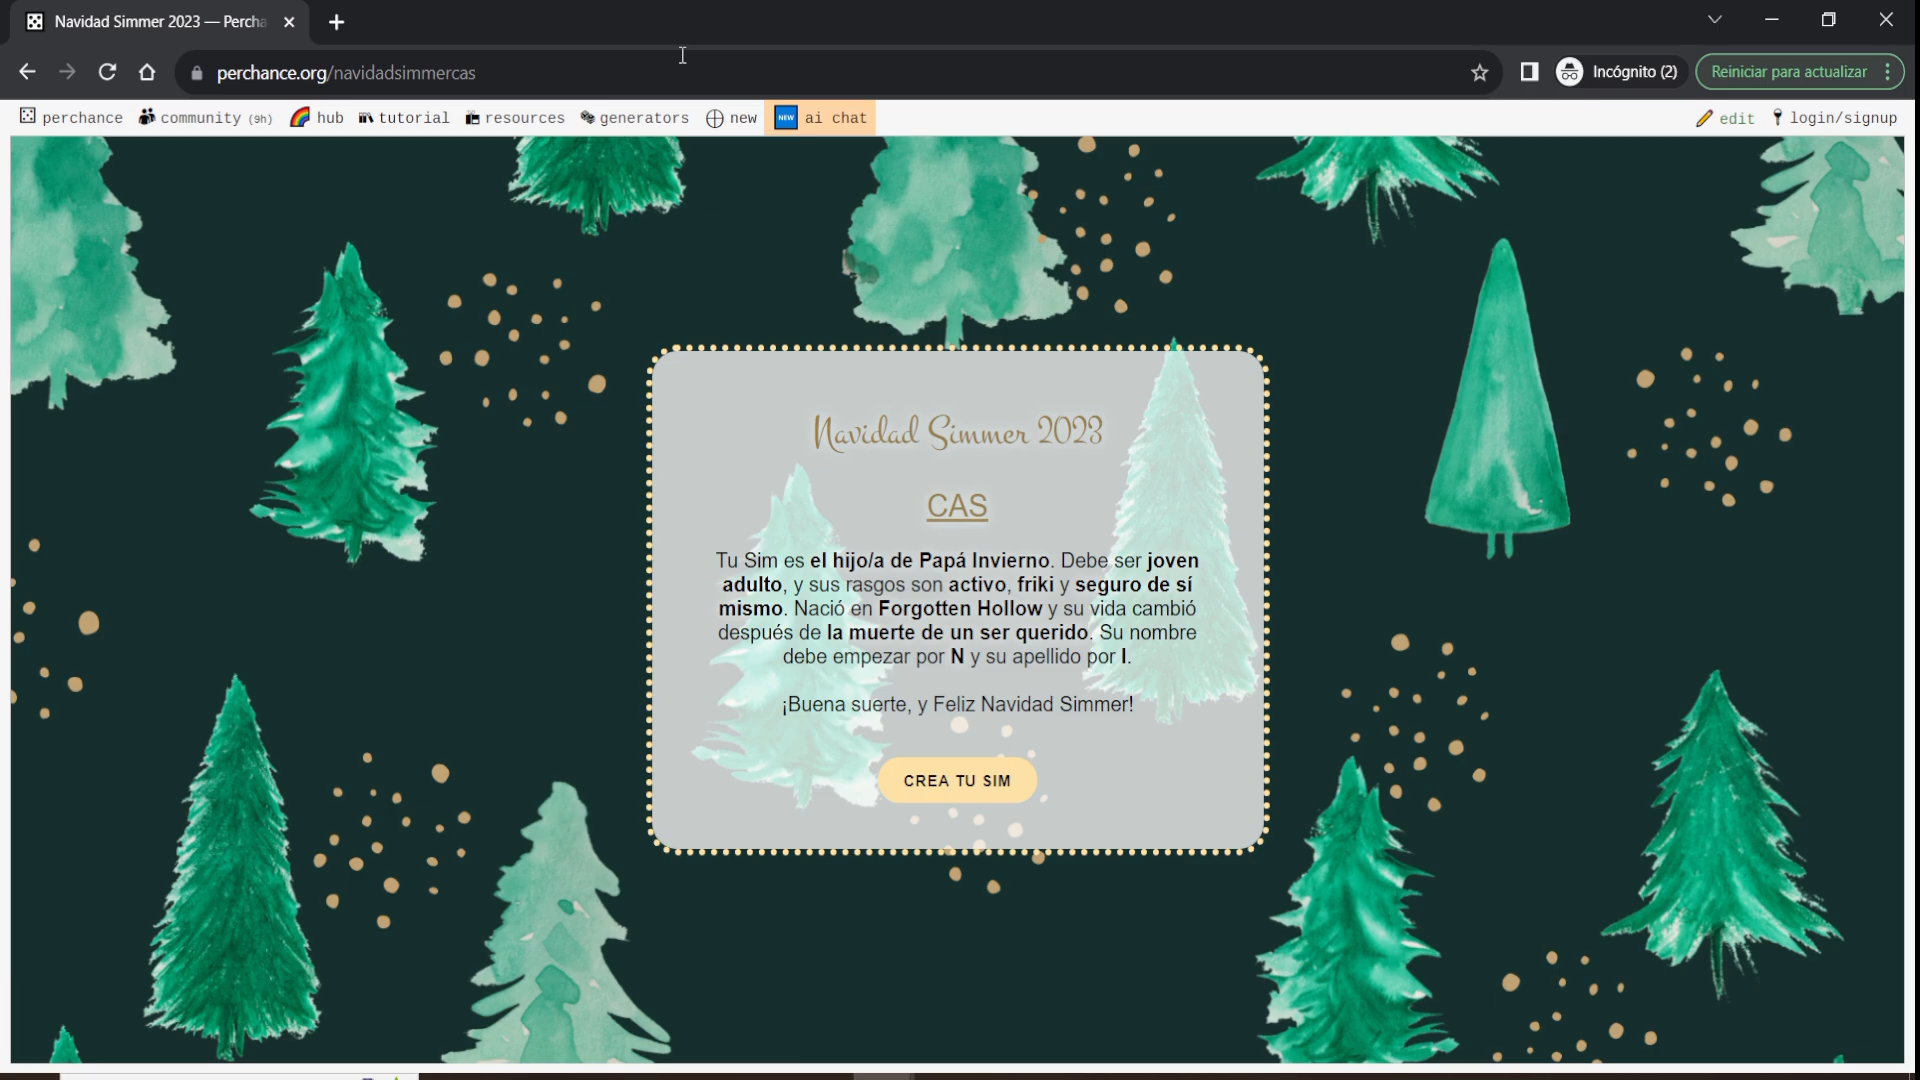 Navidad Simmer 2023 — Percha
perchance.org/navidadsimmercas
Incógnito (2)
Reiniciar para actualizar
perchance
community (9h)
hub
tutorial
resources
generators
new
NEW
ai chat
edit
login/signup
Navidad Simmer 2023
CAS
Tu Sim es el hijo/a de Papá Invierno. Debe ser joven
adulto, y sus rasgos son activo, friki y seguro de sí
mismo. Nació en Forgotten Hollow y su vida cambió
después de la muerte de un ser querido. Su nombre
debe empezar por N y su apellido por I.
¡Buena suerte, y Feliz Navidad Simmer!
CREA TU SIM